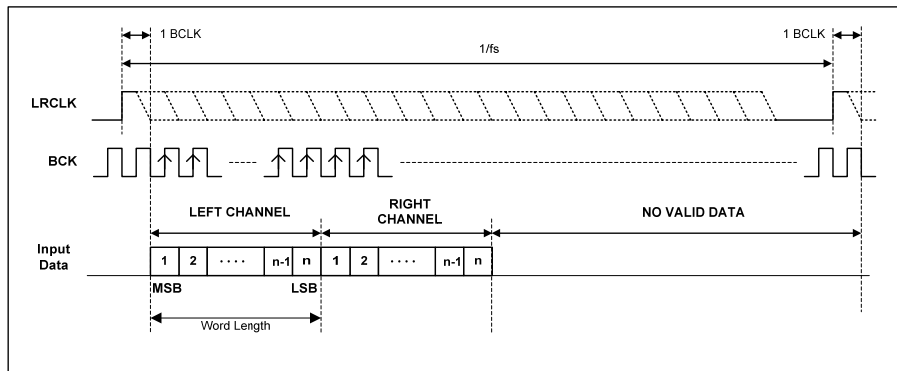 1 BCLK
1 BCLK
1/fs
LRCLK
BCK
LEFT CHANNEL
RIGHT
CHANNEL
NO VALID DATA
Input
Data
1 2 · · · · n-1 n 1 2 · · · · n-1 n
MSB
LSB
Word Length